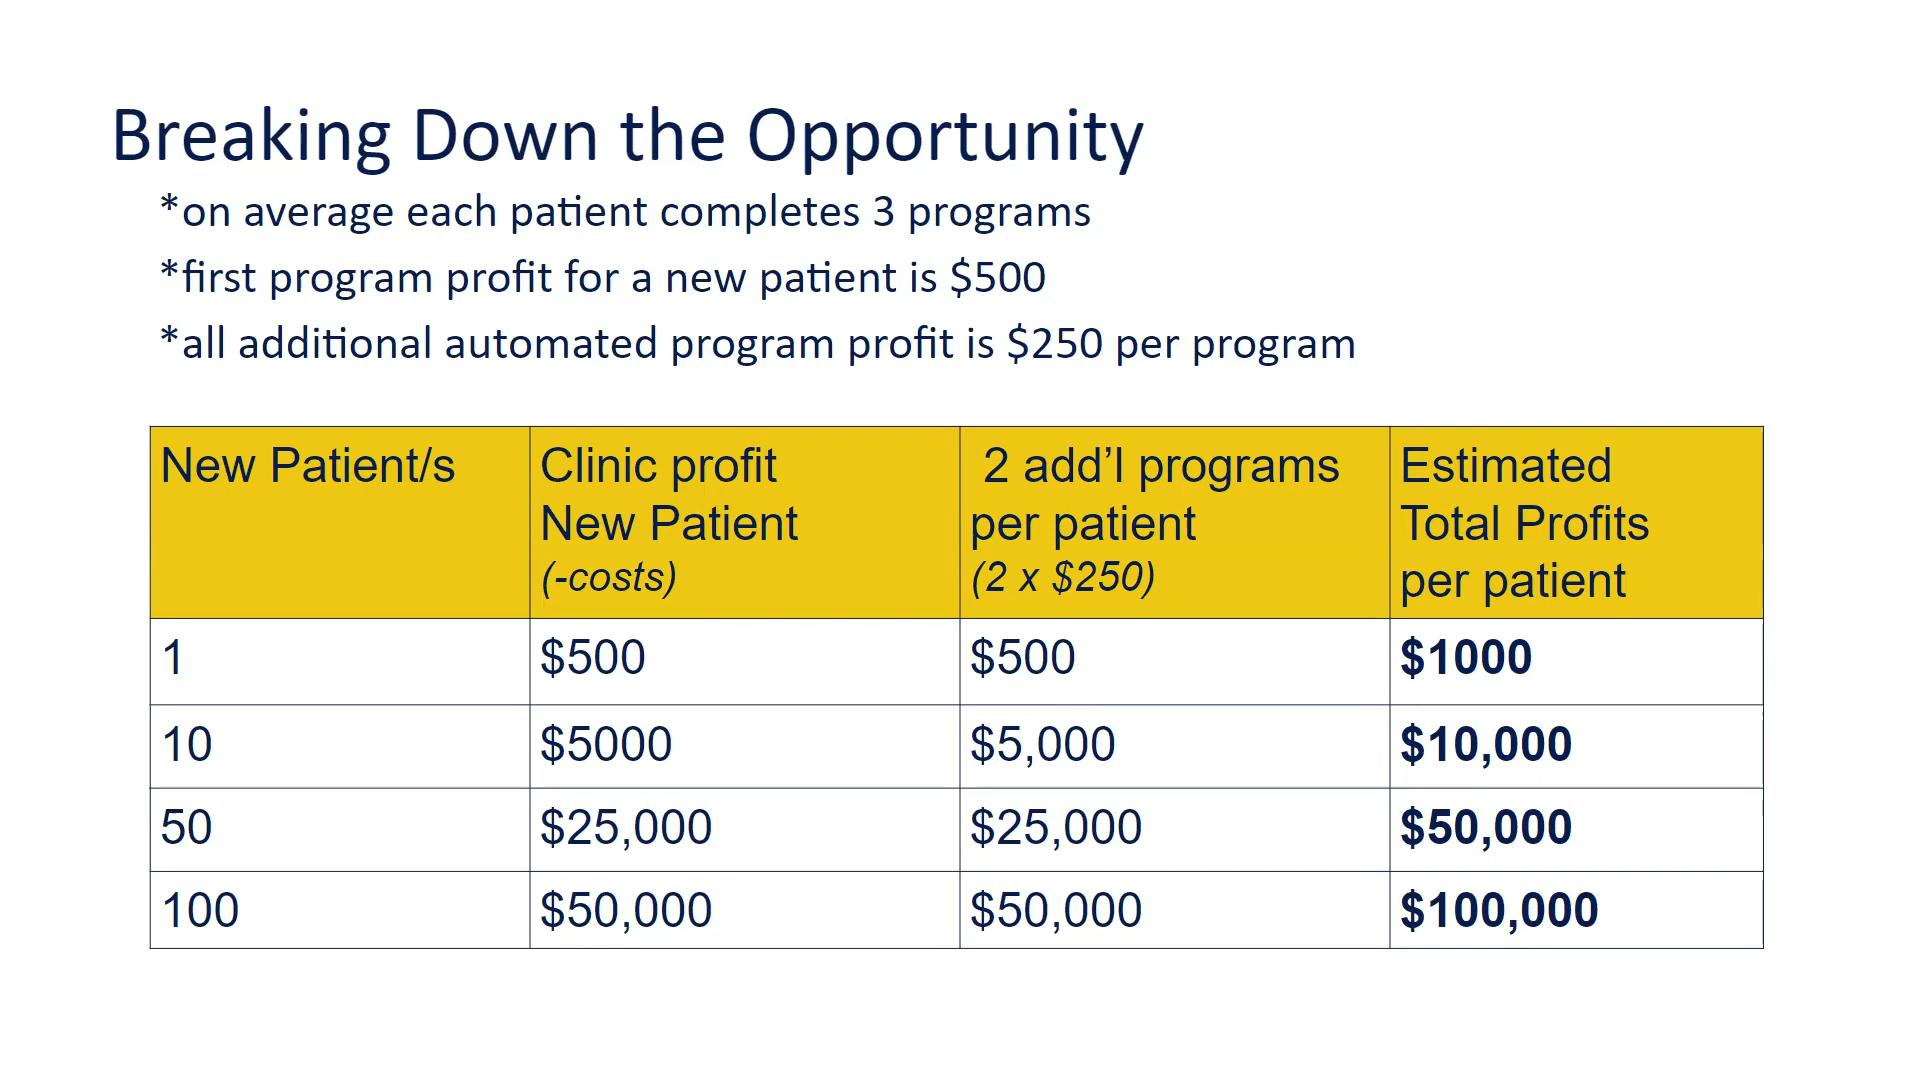 Breaking Down the Opportunity
*on average each patient completes 3 programs
*first program profit for a new patient is $500
*all additional automated program profit is $250 per program
New Patient/s
Clinic profit
New Patient
(-costs)
2 add’l programs
per patient
(2 x $250)
Estimated
Total Profits
per patient
1 $500 $500 $1000
10 $5000 $5,000 $10,000
50 $25,000 $25,000 $50,000
100 $50,000 $50,000 $100,000